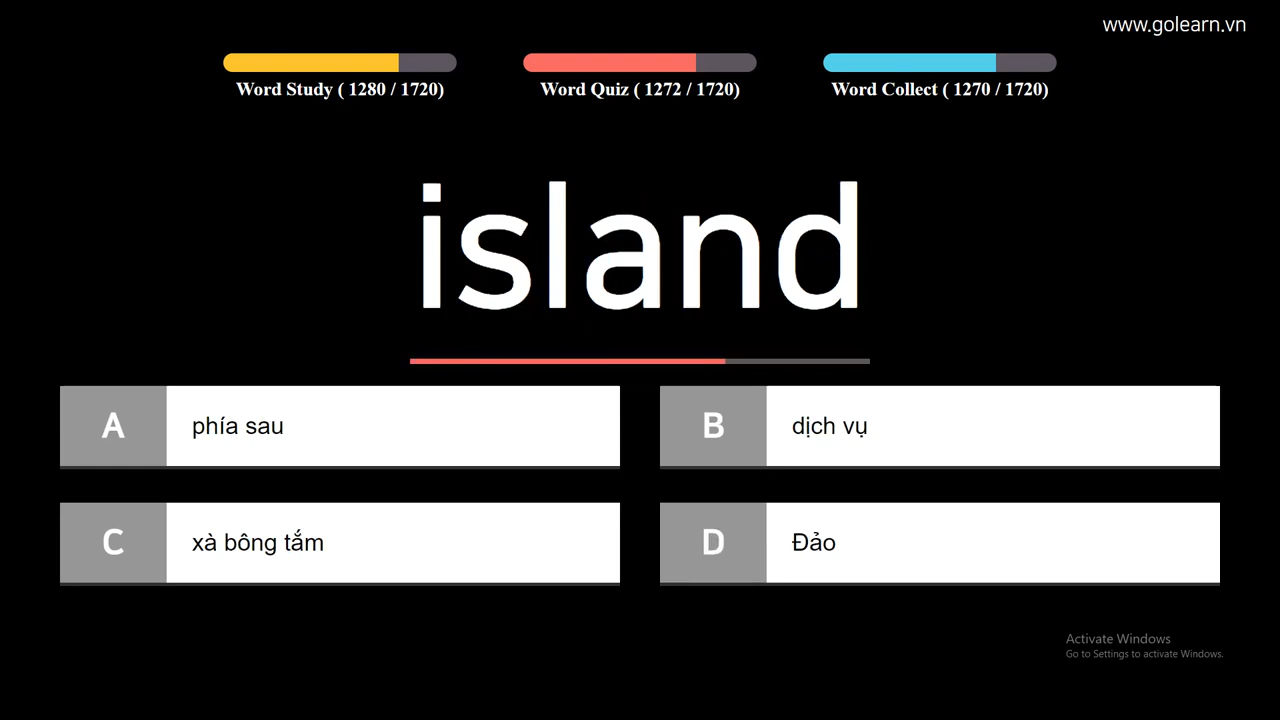 www.golearn.vn
Word Study ( 1280 / 1720)
Word Quiz ( 1272 / 1720)
Word Collect ( 1270 / 1720)
island
A phía sau
B dịch vụ
C xà bông tắm
D Đảo
Activate Windows
Go to Settings to activate Windows.